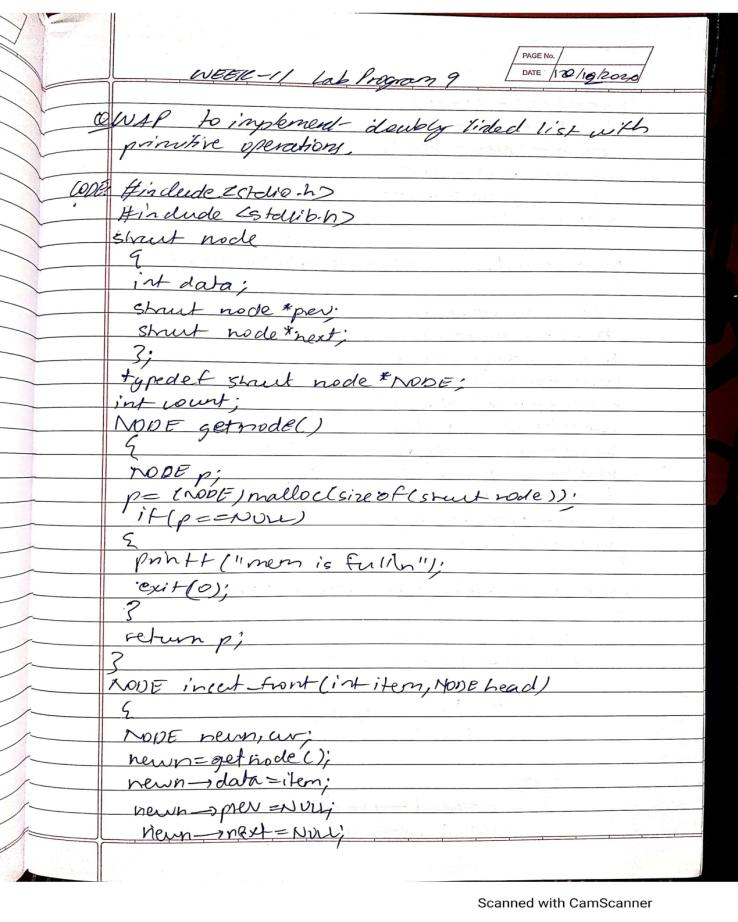 PAGE No.
DATE
WEEK-11 Lab Program 9
Q WAP to implement doubly linked list with
primitive operations.
CODE: #include <stdio.h>
#include <stdlib.h>
struct node
{
int data;
struct node *prev;
struct node *next;
};
typedef struct node *NODE;
int count;
NODE getnode()
{
NODE p;
p= (NODE)malloc(sizeof(struct node));
if(p==NULL)
{
printf("mem is full\n");
exit(0);
}
return p;
}
NODE insert_front(int item, NODE head)
{
NODE newn, cur;
newn=getnode();
newn→data=item;
newn→prev=NULL;
newn→next=NULL;
Scanned with CamScanner